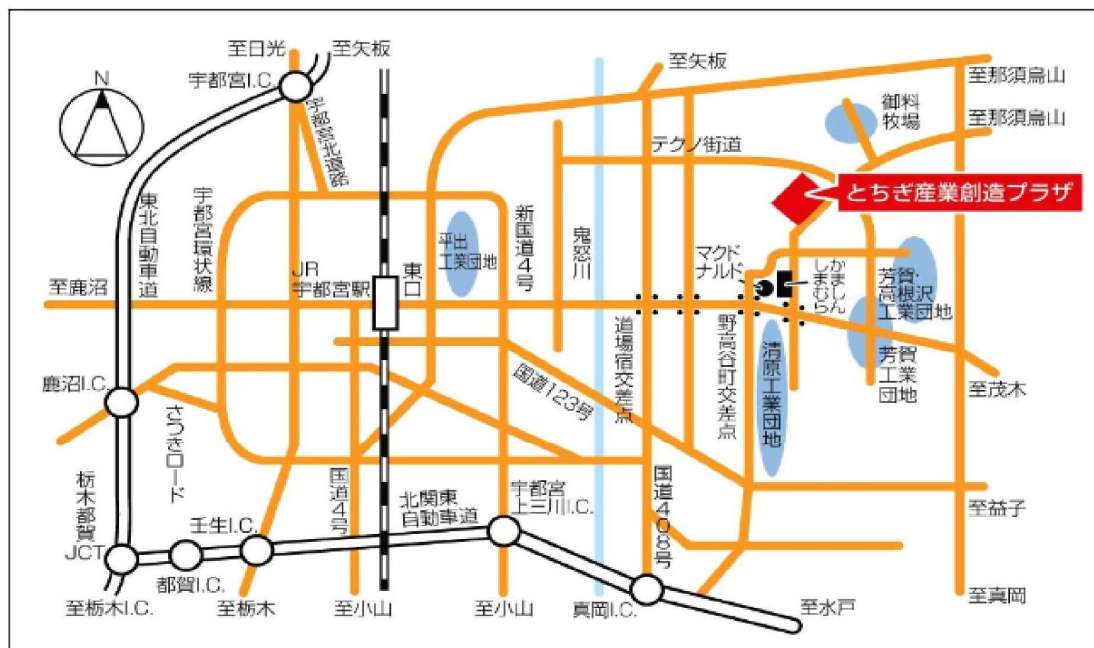 至日光
至矢板
宇都宮I.C.
N
宇都宮北道路
至矢板
至那須烏山
御料
牧場
至那須烏山
テクノ街道
とちぎ産業創造プラザ
東北自動車道
宇都宮環状線
平出
工業団地
新国道4号
鬼怒川
マクド
ナルド
かましん
しまむら
芳賀・
高根沢
工業団地
至鹿沼
JR
宇都宮駅
東口
道場宿交差点
野高谷町交差点
清原工業団地
芳賀
工業
団地
至茂木
鹿沼I.C.
さつきロード
国道123号
栃木都賀
JCT
壬生I.C.
都賀I.C.
国道4号
北関東
自動車道
宇都宮
上三川I.C.
国道408号
至益子
至栃木I.C.
至栃木
至小山
至小山
真岡I.C.
至水戸
至真岡